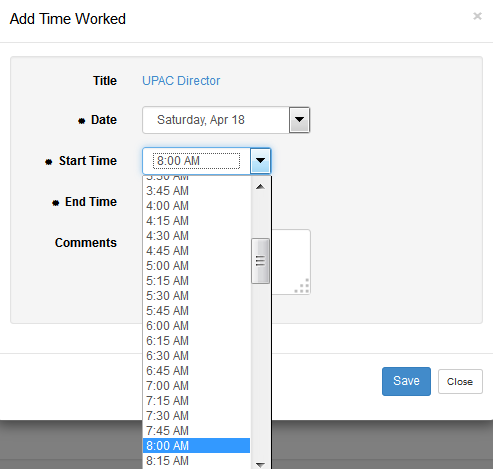 Add Time Worked ×
Title UPAC Director
✱ Date Saturday, Apr 18
✱ Start Time 8:00 AM
3:30 AM
3:45 AM
✱ End Time
4:00 AM
4:15 AM
4:30 AM
Comments
4:45 AM
5:00 AM
5:15 AM
5:30 AM
5:45 AM
6:00 AM
6:15 AM
6:30 AM
6:45 AM
7:00 AM
Save Close
7:15 AM
7:30 AM
7:45 AM
8:00 AM
8:15 AM